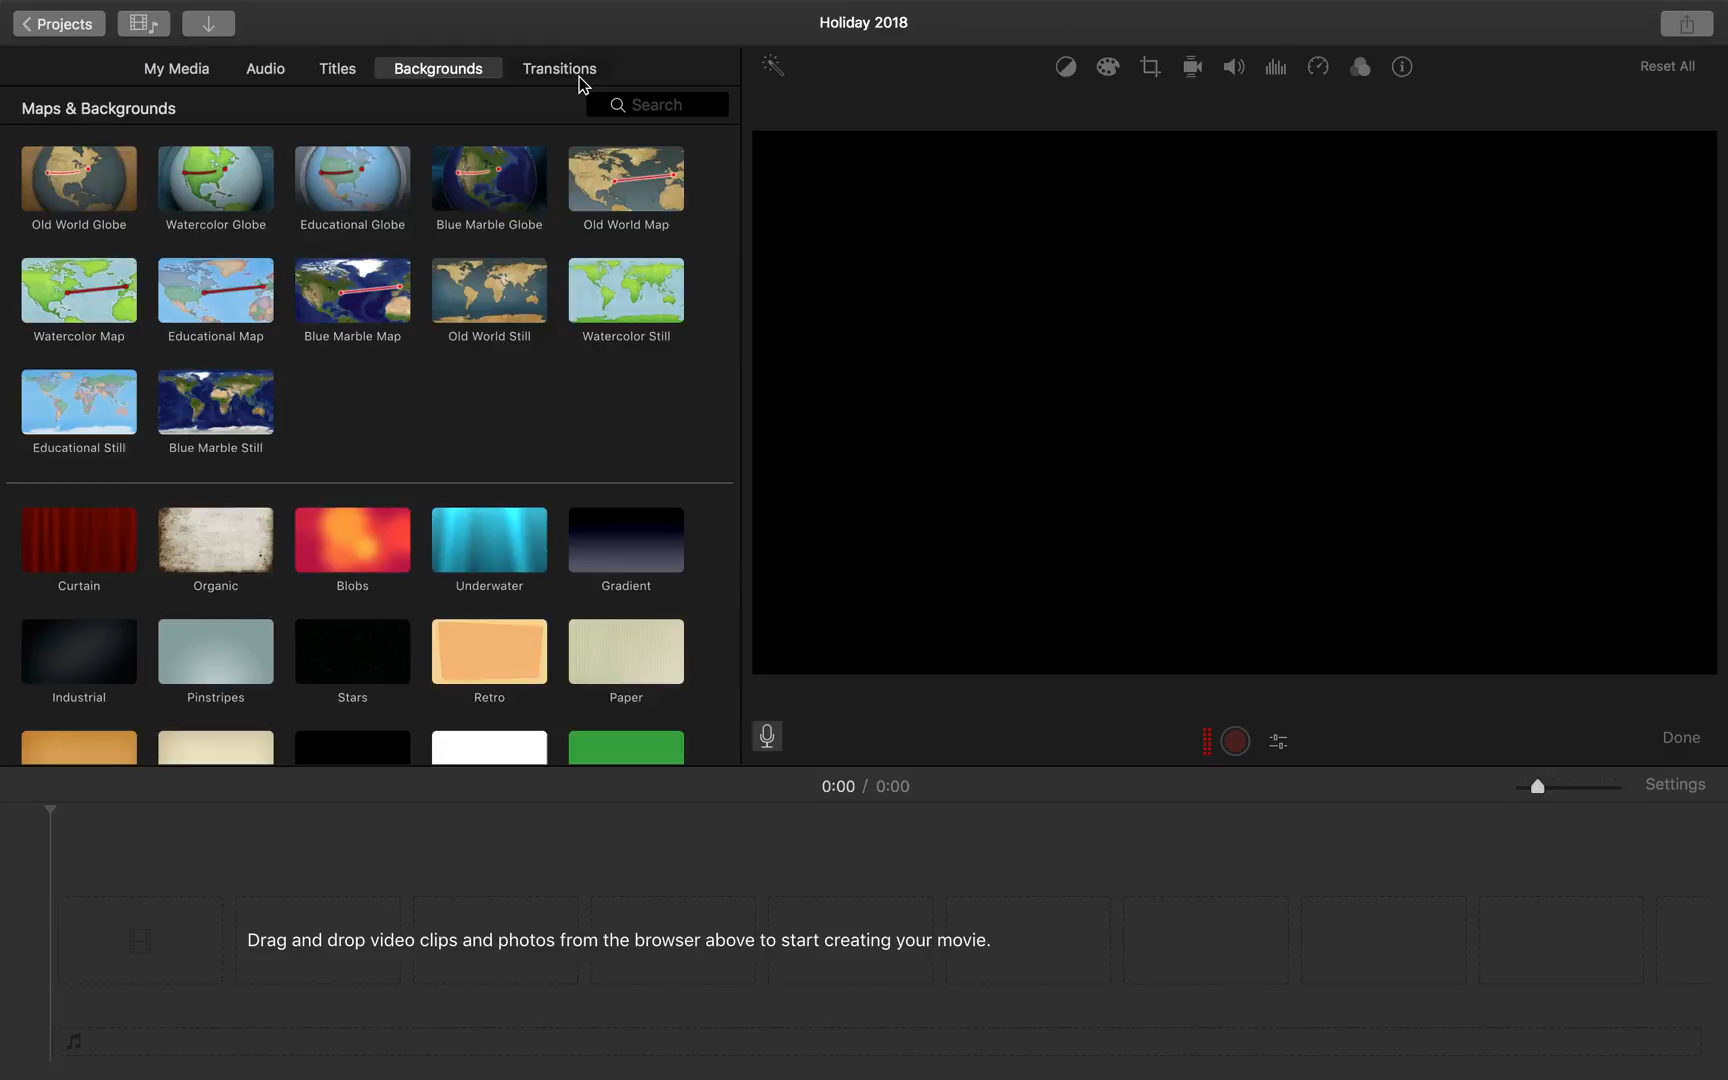 Projects
Holiday 2018
My Media Audio Titles Backgrounds Transitions
Reset All
Maps & Backgrounds
Search
Old World Globe Watercolor Globe Educational Globe Blue Marble Globe Old World Map
Watercolor Map Educational Map Blue Marble Map Old World Still Watercolor Still
Educational Still Blue Marble Still
Curtain Organic Blobs Underwater Gradient
Industrial Pinstripes Stars Retro Paper
Done
0:00 / 0:00
Settings
Drag and drop video clips and photos from the browser above to start creating your movie.